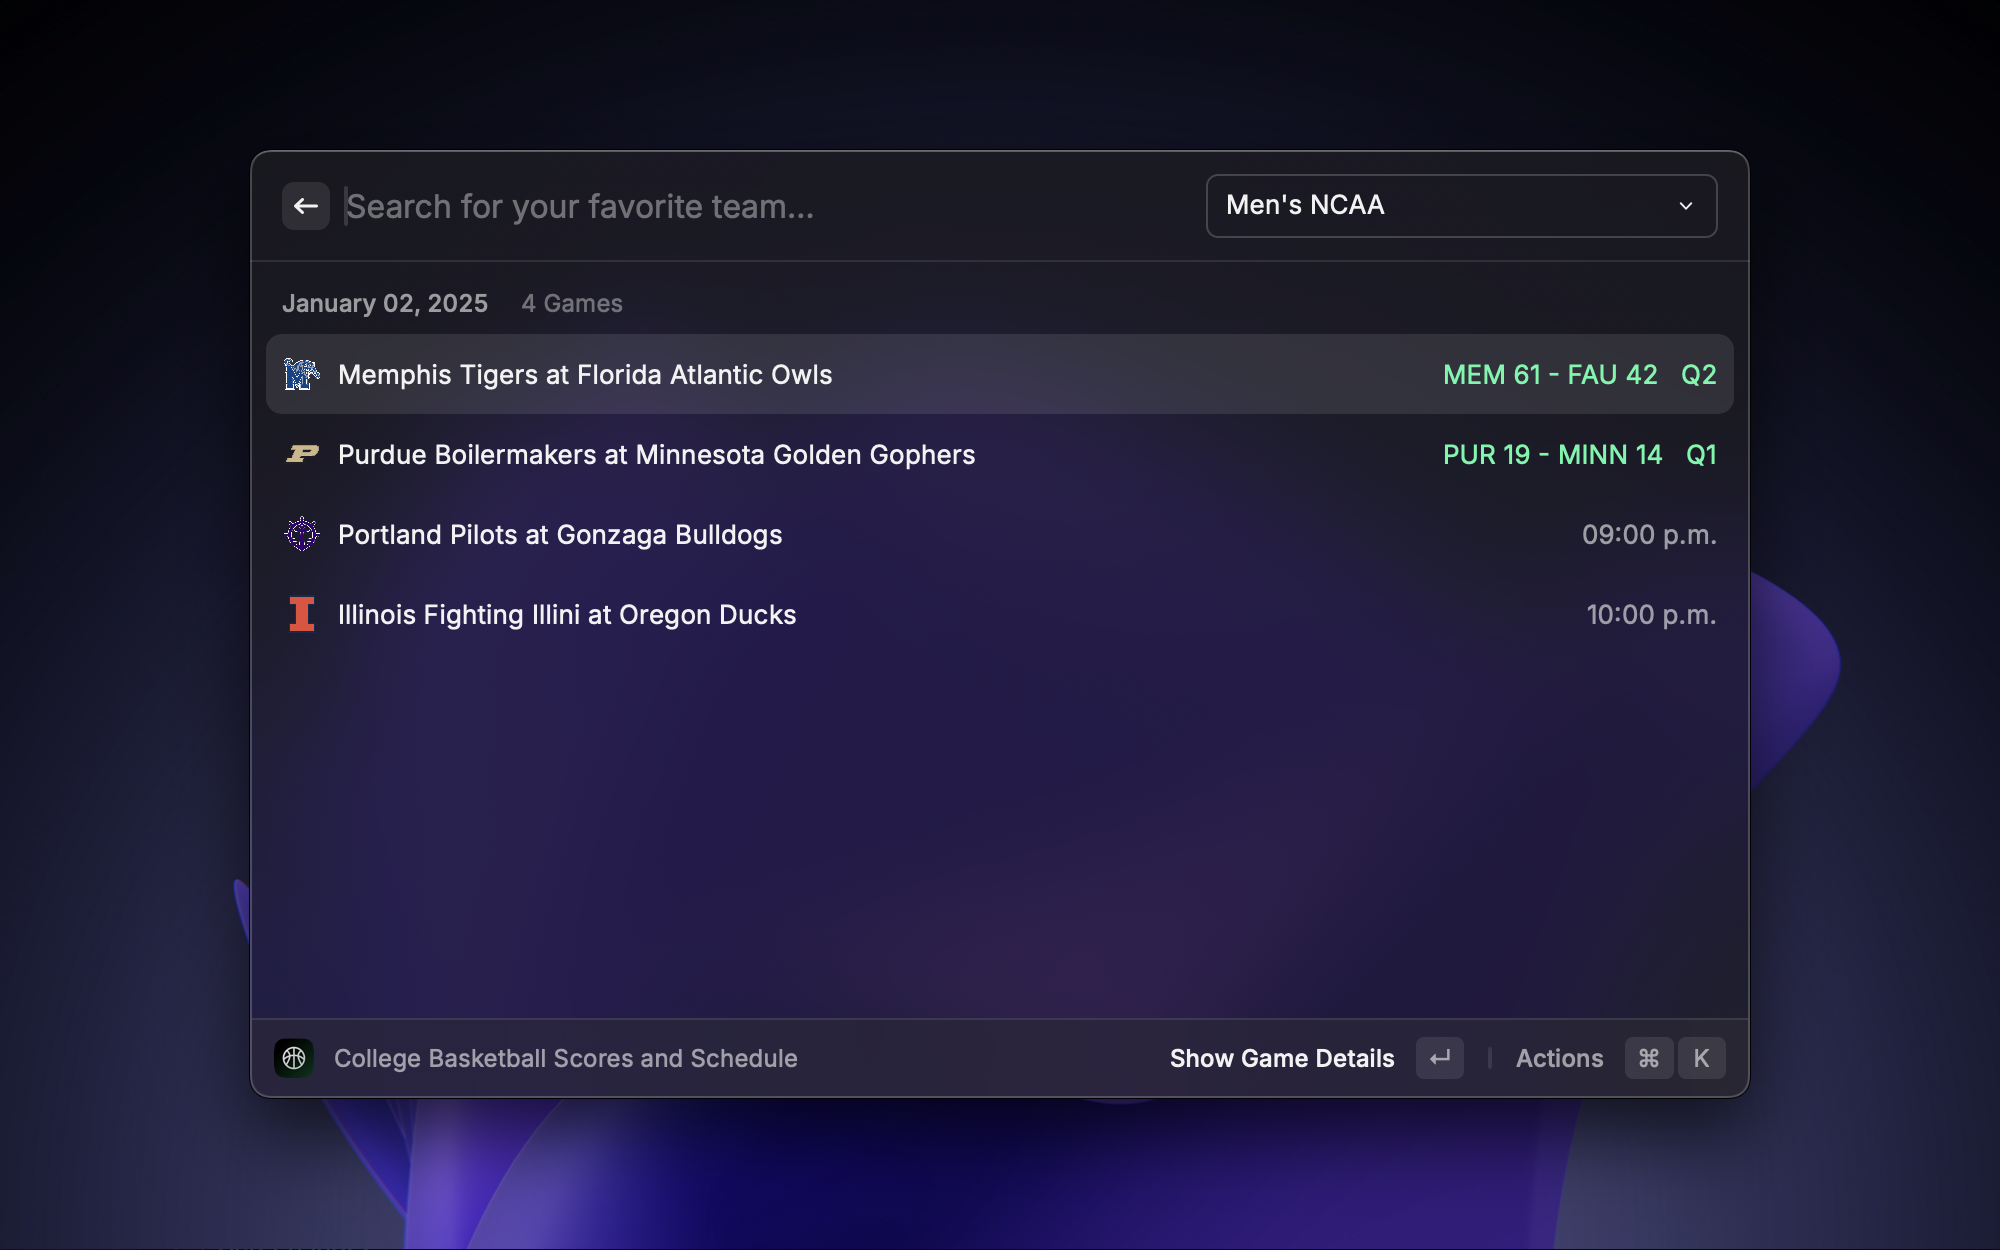 Search for your favorite team...
Men's NCAA
January 02, 2025 4 Games
Memphis Tigers at Florida Atlantic Owls MEM 61 - FAU 42 Q2
Purdue Boilermakers at Minnesota Golden Gophers PUR 19 - MINN 14 Q1
Portland Pilots at Gonzaga Bulldogs 09:00 p.m.
Illinois Fighting Illini at Oregon Ducks 10:00 p.m.
College Basketball Scores and Schedule Show Game Details ↵ Actions ⌘ K